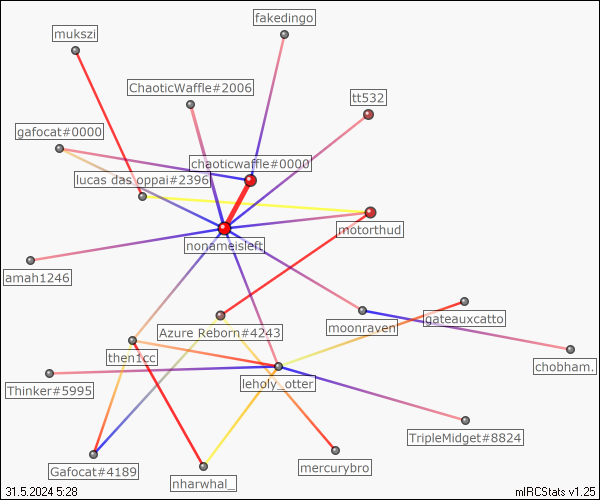 fakedingo
mukszi
ChaoticWaffle#2006
tt532
gafocat#0000
chaoticwaffle#0000
lucas das oppai#2396
motorthud
nonameisleft
amah1246
gateauxcatto
moonraven
Azure Reborn#4243
then1cc
chobham.
leholy_otter
Thinker#5995
TripleMidget#8824
mercurybro
Gafocat#4189
nharwhal_
31.5.2024 5:28
mIRCStats v1.25